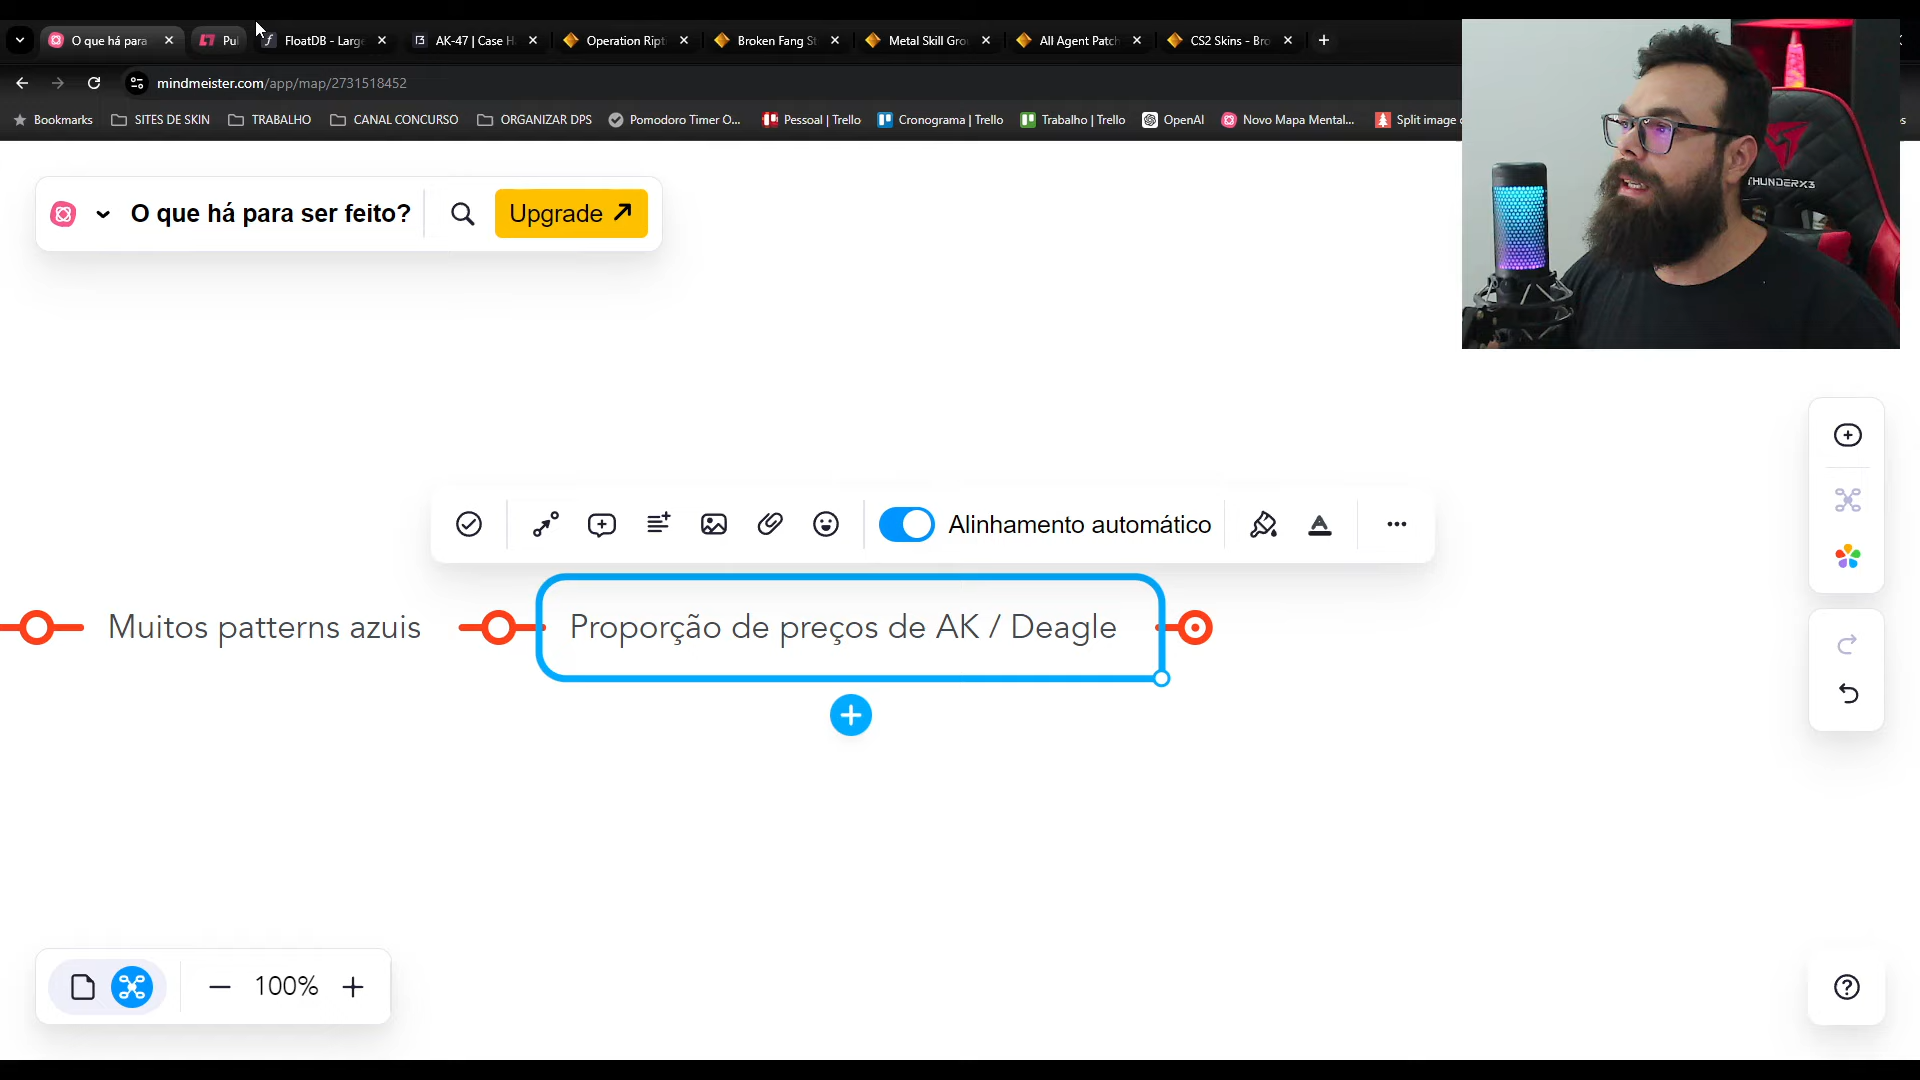 O que há para
Pul
FloatDB - Large
AK-47 | Case H
Operation Ript
Broken Fang St
Metal Skill Gro
All Agent Patch
CS2 Skins - Bro
mindmeister.com/app/map/2731518452
Bookmarks
SITES DE SKIN
TRABALHO
CANAL CONCURSO
ORGANIZAR DPS
Pomodoro Timer O...
Pessoal | Trello
Cronograma | Trello
Trabalho | Trello
OpenAI
Novo Mapa Mental...
Split image
THUNDERX3
O que há para ser feito?
Upgrade
Alinhamento automático
Muitos patterns azuis
Proporção de preços de AK / Deagle
100%